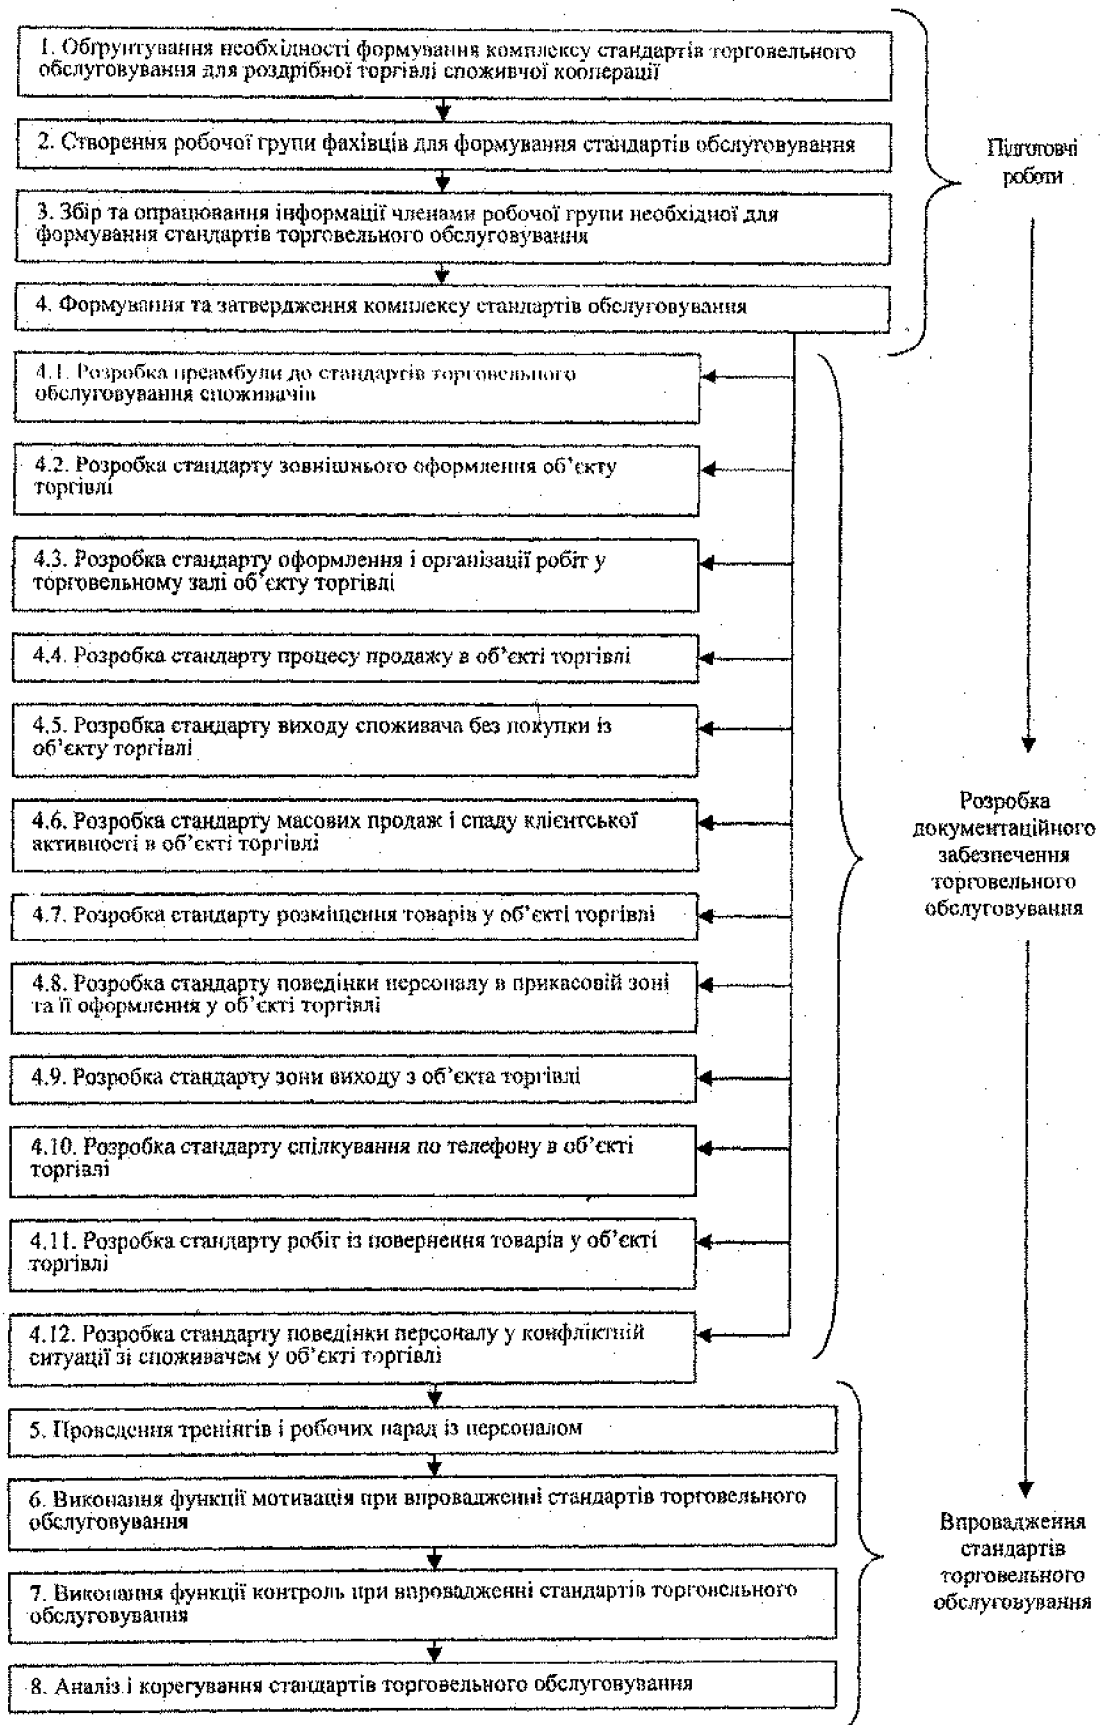 1. Обґрунтування необхідності формування комплексу стандартів торговельного
обслуговування для роздрібної торгівлі споживчої кооперації
2. Створення робочої групи фахівців для формування стандартів обслуговування
3. Збір та опрацювання інформації членами робочої групи необхідної для
формування стандартів торговельного обслуговування
4. Формування та затвердження комплексу стандартів обслуговування
Підготовчі
роботи
4.1. Розробка преамбули до стандартів торговельного
обслуговування споживачів
4.2. Розробка стандарту зовнішнього оформлення об’єкту
торгівлі
4.3. Розробка стандарту оформлення і організації робіт у
торговельному залі об’єкту торгівлі
4.4. Розробка стандарту процесу продажу в об’єкті торгівлі
4.5. Розробка стандарту виходу споживача без покупки із
об’єкту торгівлі
4.6. Розробка стандарту масових продаж і спаду клієнтської
активності в об’єкті торгівлі
4.7. Розробка стандарту розміщення товарів у об’єкті торгівлі
4.8. Розробка стандарту поведінки персоналу в прикасовій зоні
та її оформлення у об’єкті торгівлі
4.9. Розробка стандарту зони виходу з об’єкта торгівлі
4.10. Розробка стандарту спілкування по телефону в об’єкті
торгівлі
4.11. Розробка стандарту робіт із повернення товарів у об’єкті
торгівлі
4.12. Розробка стандарту поведінки персоналу у конфліктній
ситуації зі споживачем у об’єкті торгівлі
Розробка
документаційного
забезпечення
торговельного
обслуговування
5. Проведення тренінгів і робочих нарад із персоналом
6. Виконання функції мотивація при впровадженні стандартів торговельного
обслуговування
7. Виконання функції контроль при впровадженні стандартів торговельного
обслуговування
8. Аналіз і корегування стандартів торговельного обслуговування
Впровадження
стандартів
торговельного
обслуговування